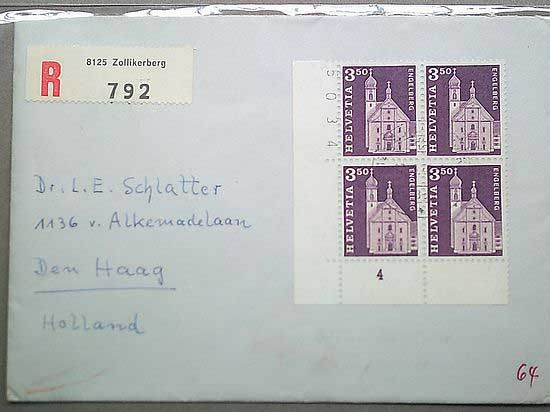 8125 Zollikerberg
R
792
Dr. L. E. Schlatter
1136 v. Alkemadelaan
Den Haag
Holland
5034
3.50 HELVETIA ENGELBERG
3.50 HELVETIA ENGELBERG
3.50 HELVETIA ENGELBERG
3.50 HELVETIA ENGELBERG
4
64